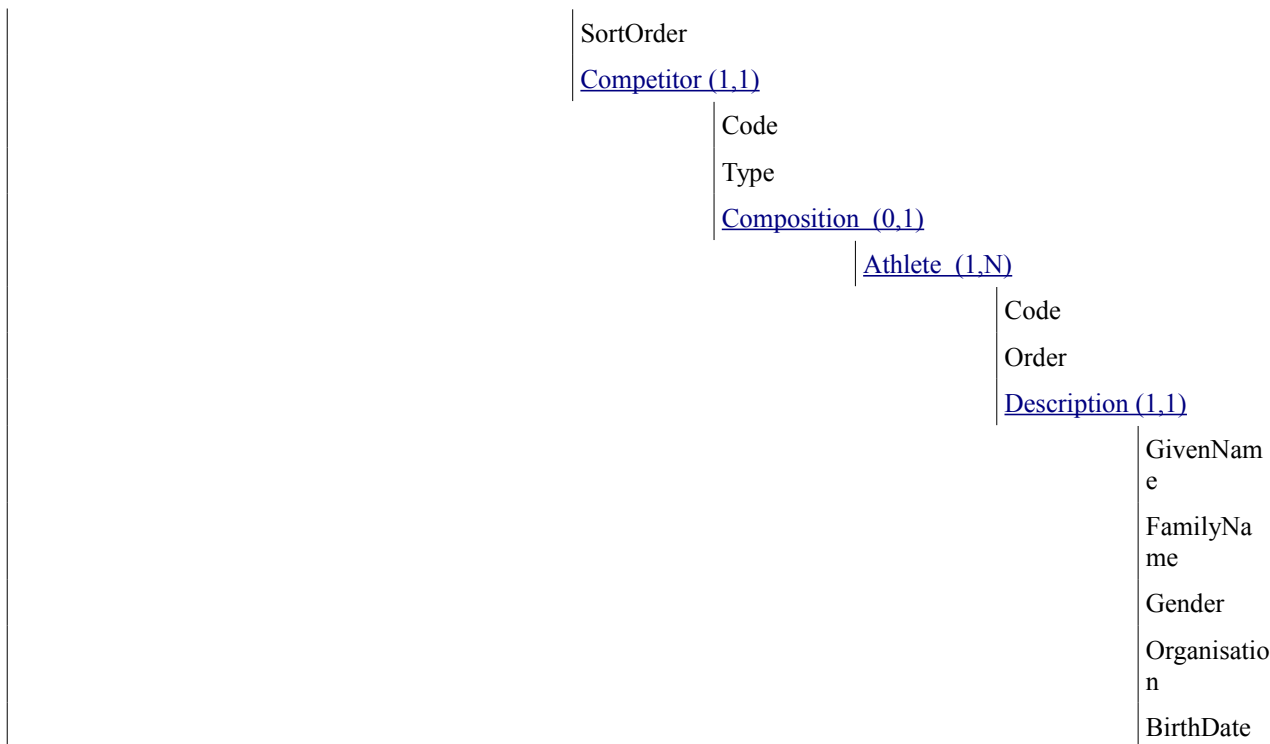 SortOrder
Competitor (1,1)
Code
Type
Composition (0,1)
Athlete (1,N)
Code
Order
Description (1,1)
GivenNam
e
FamilyNa
me
Gender
Organisatio
n
BirthDate